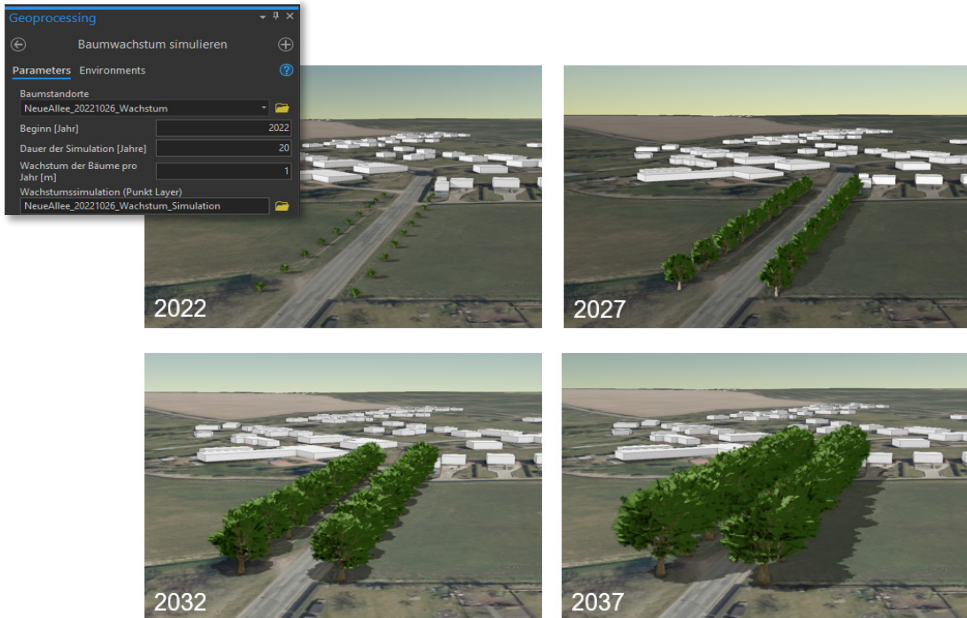 Geoprocessing
Baumwachstum simulieren
Parameters Environments
Baumstandorte
NeueAllee_20221026_Wachstum
Beginn [Jahr] 2022
Dauer der Simulation [Jahre] 20
Wachstum der Bäume pro
Jahr [m] 1
Wachstumssimulation (Punkt Layer)
NeueAllee_20221026_Wachstum_Simulation
2022
2027
2032
2037